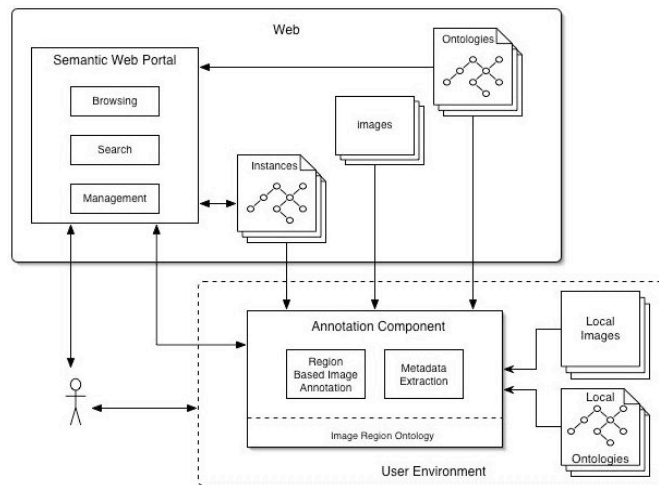 Web
Semantic Web Portal
Browsing
Search
Management
Ontologies
images
Instances
Annotation Component
Region
Based Image
Annotation
Metadata
Extraction
Image Region Ontology
Local
Images
Local
Ontologies
User Environment